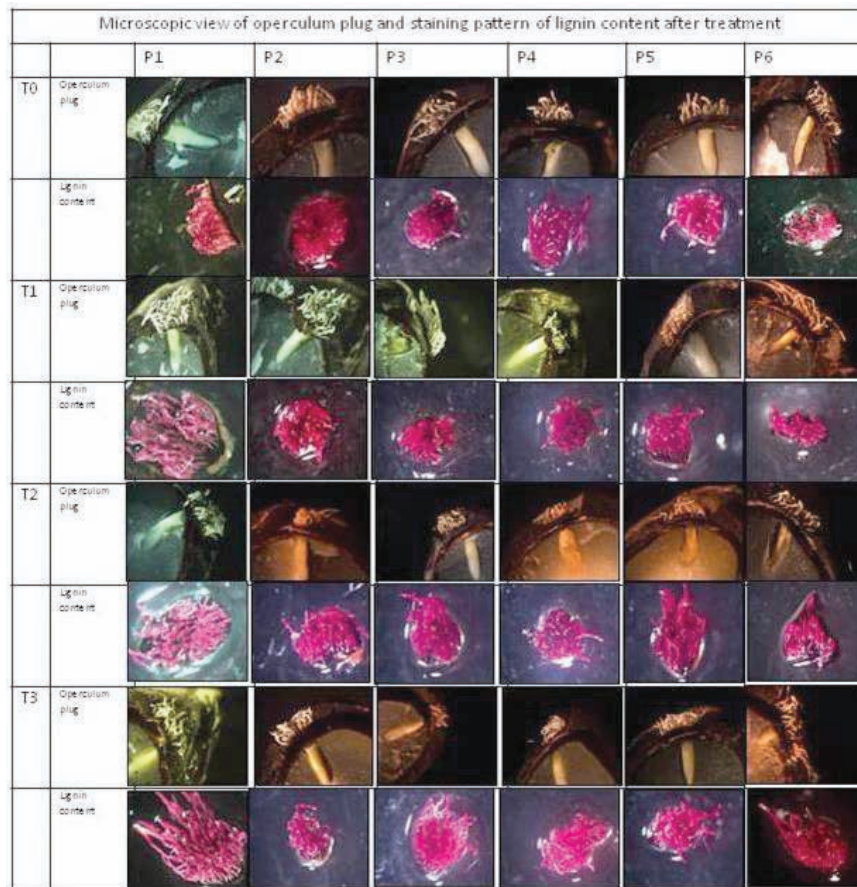 Microscopic view of operculum plug and staining pattern of lignin content after treatment
P1 P2 P3 P4 P5 P6
T0 Operculum
plug
Lignin
content
T1 Operculum
plug
Lignin
content
T2 Operculum
plug
Lignin
content
T3 Operculum
plug
Lignin
content